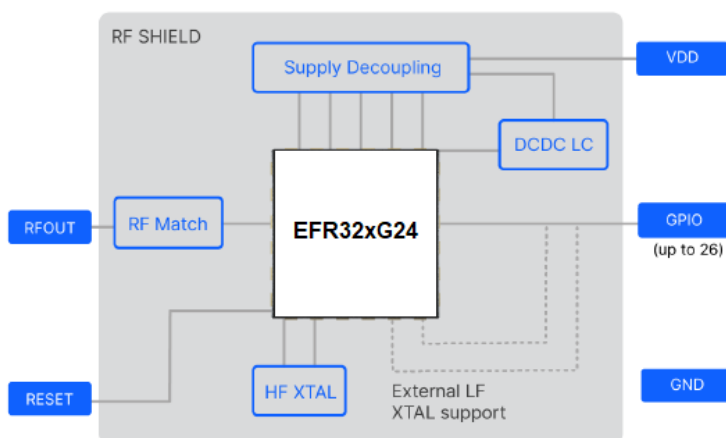 RF SHIELD
Supply Decoupling
VDD
DCDC LC
RFOUT
RF Match
EFR32xG24
GPIO
(up to 26)
RESET
HF XTAL
External LF
XTAL support
GND